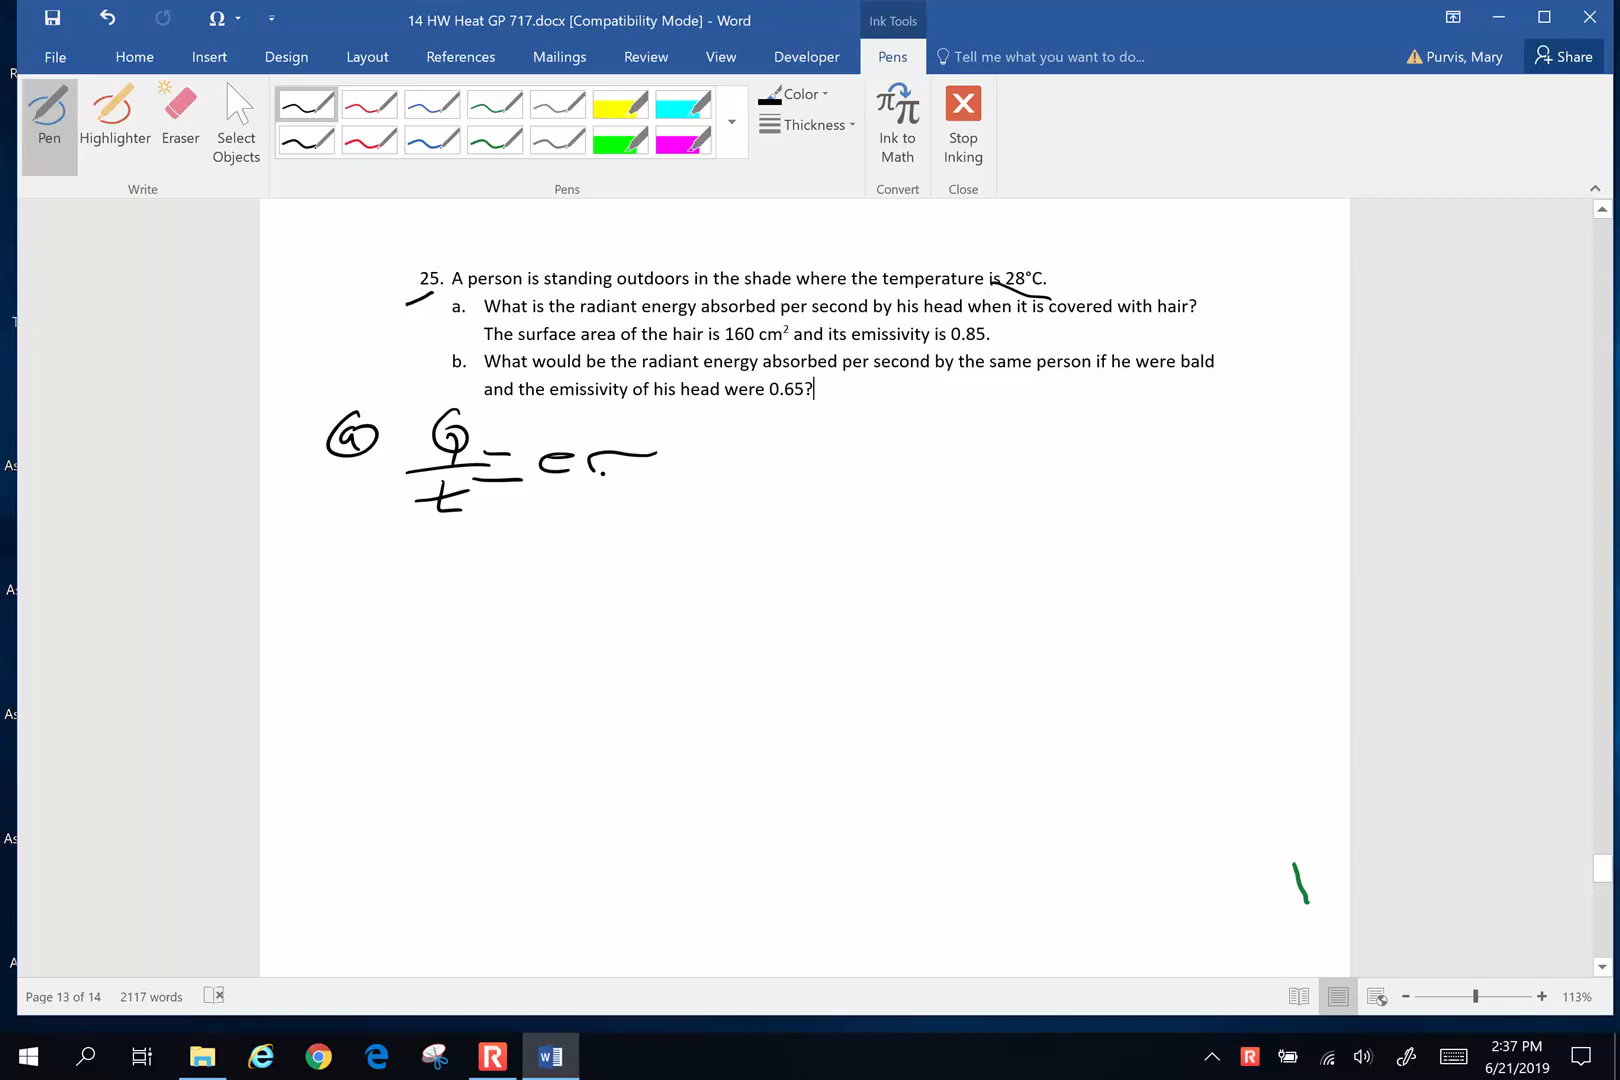 14 HW Heat GP 717.docx [Compatibility Mode] - Word
Ink Tools
File Home Insert Design Layout References Mailings Review View Developer Pens Tell me what you want to do... Purvis, Mary Share
Pen Highlighter Eraser Select Objects
Color
Thickness
Ink to Math
Stop Inking
Write Pens Convert Close
25. A person is standing outdoors in the shade where the temperature is 28°C.
a. What is the radiant energy absorbed per second by his head when it is covered with hair?
The surface area of the hair is 160 cm² and its emissivity is 0.85.
b. What would be the radiant energy absorbed per second by the same person if he were bald
and the emissivity of his head were 0.65?
a Q/t = e
Page 13 of 14 2117 words 113%
2:37 PM
6/21/2019